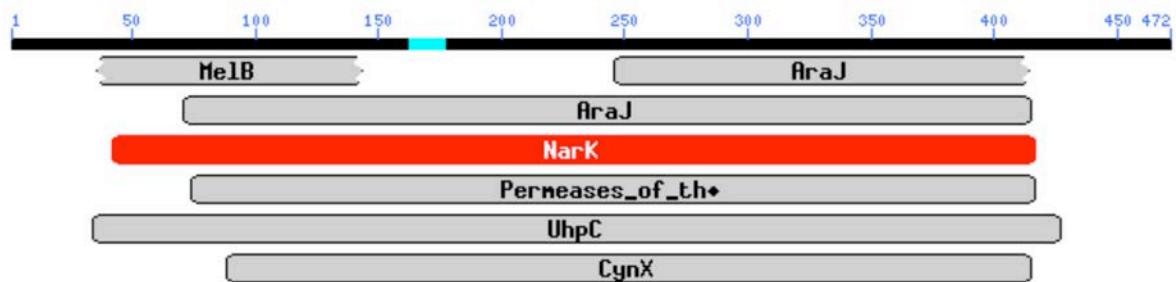 1 50 100 150 200 250 300 350 400 450 472
MelB AraJ
AraJ
NarK
Permeases_of_th◆
UhpC
CynX